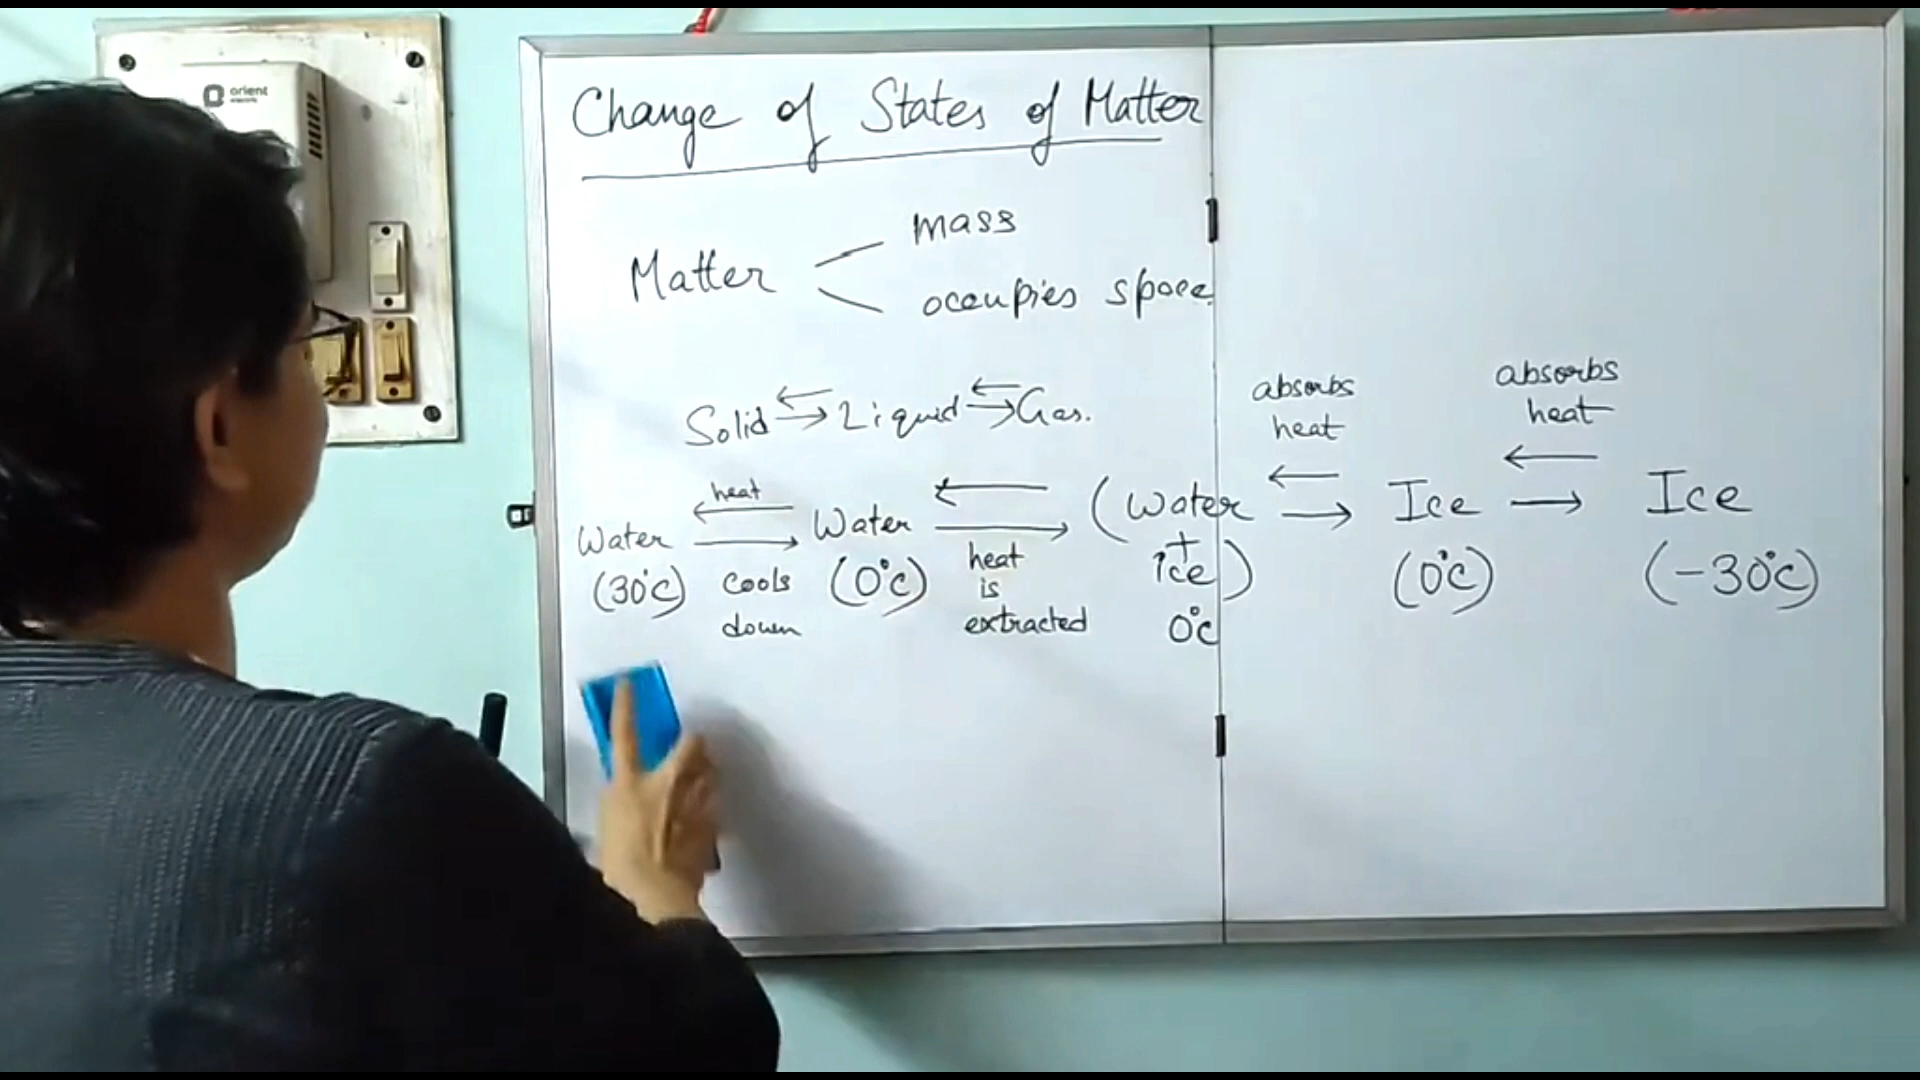 orient
electric
Change of States of Matter
Matter
mass
occupies space
Solid ⇄ Liquid ⇄ Gas.
absorbs
heat
absorbs
heat
heat
Water → Water → (Water → Ice → Ice
+
ice)
(30°C)
cools
down
(0°C)
heat
is
extracted
0°C
(0°C)
(-30°C)